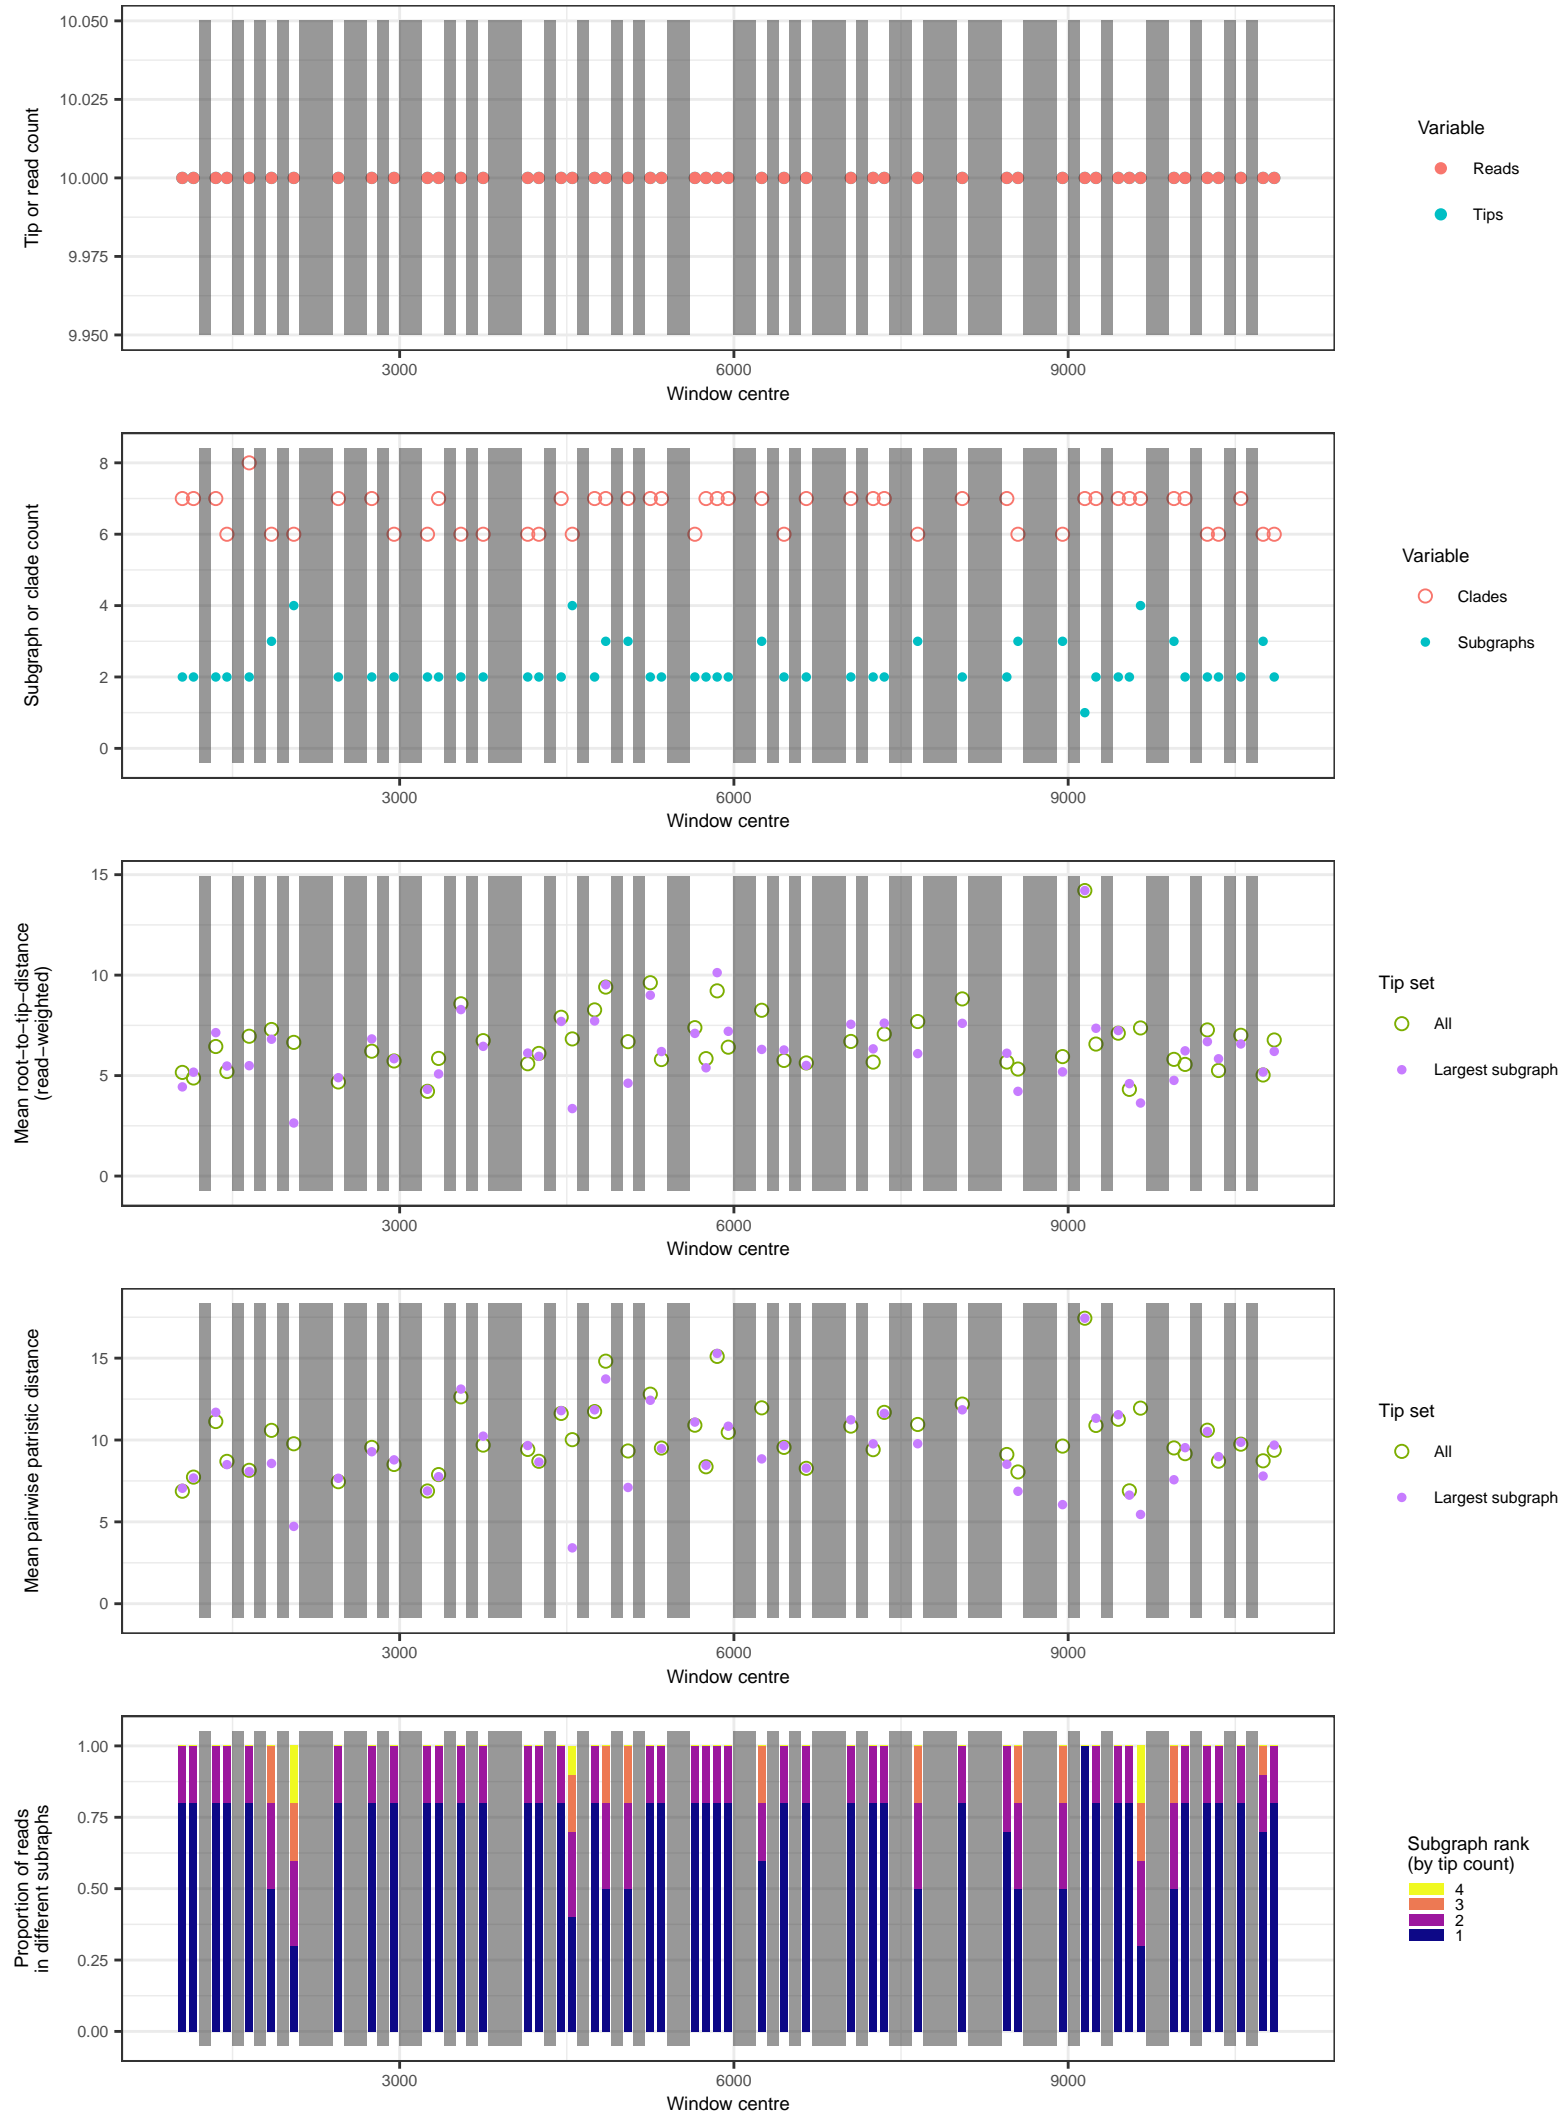 10.050
10.025
10.000
9.975
9.950
Tip or read count
3000
6000
9000
Window centre
Variable
Reads
Tips
8
6
4
2
0
Subgraph or clade count
3000
6000
9000
Window centre
Variable
Clades
Subgraphs
15
10
5
0
Mean root−to−tip−distance
(read−weighted)
3000
6000
9000
Window centre
Tip set
All
Largest subgraph
15
10
5
0
Mean pairwise patristic distance
3000
6000
9000
Window centre
Tip set
All
Largest subgraph
1.00
0.75
0.50
0.25
0.00
Proportion of reads
in different subraphs
3000
6000
9000
Window centre
Subgraph rank
(by tip count)
4
3
2
1